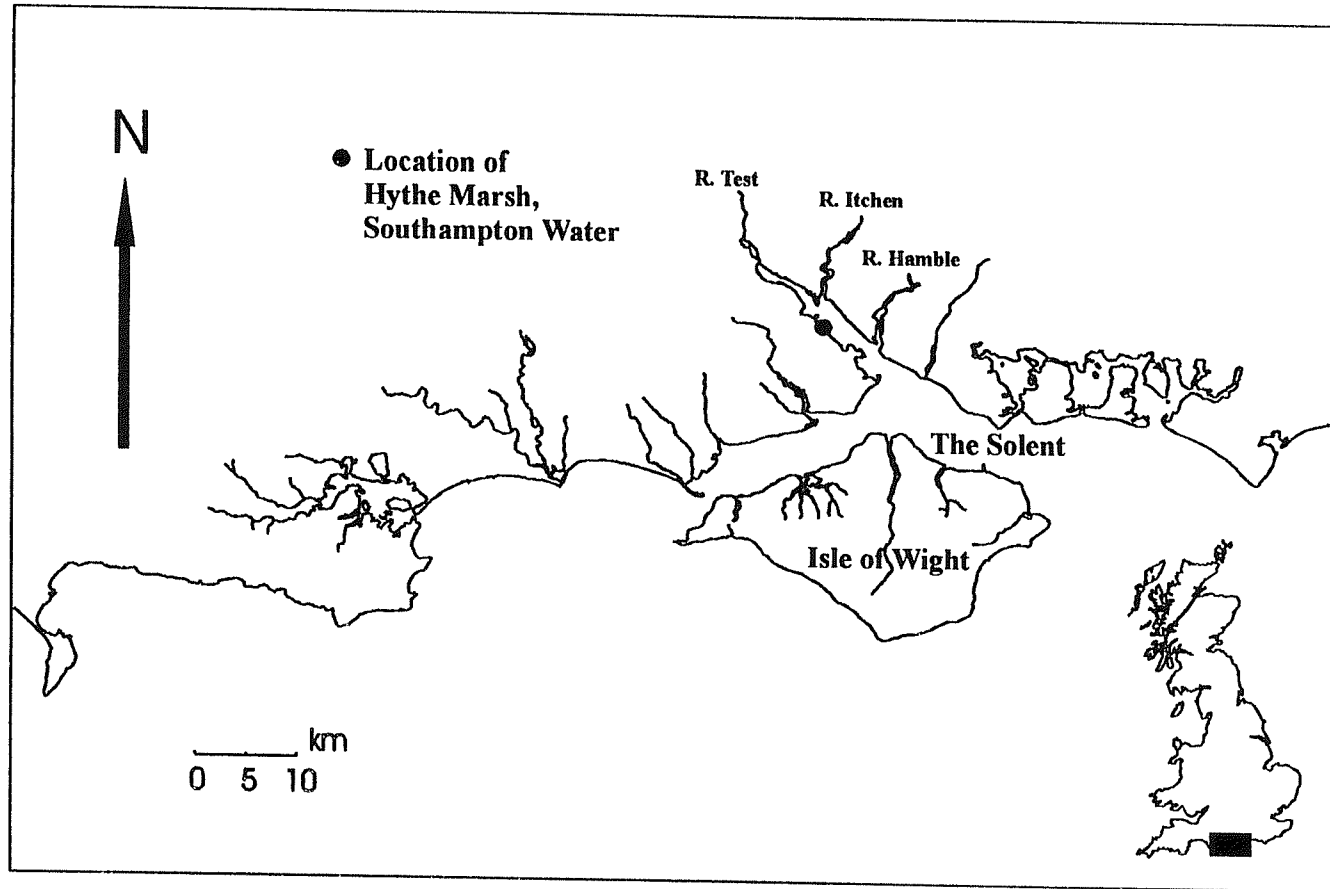 N
Location of
Hythe Marsh,
Southampton Water
R. Test
R. Itchen
R. Hamble
The Solent
Isle of Wight
km
0 5 10